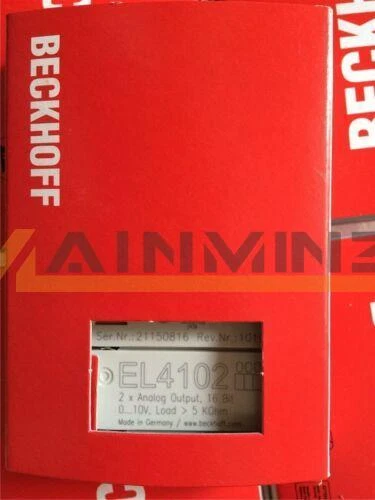 BECKHOFF
BECKHOFF
AINMINZ
Ser.Nr.: 21150816 Rev.Nr.:
EL4102
2 x Analog Output, 16 Bit
0...10V, Load > 5 KOhm
Made in Germany / www.beckhoff.com